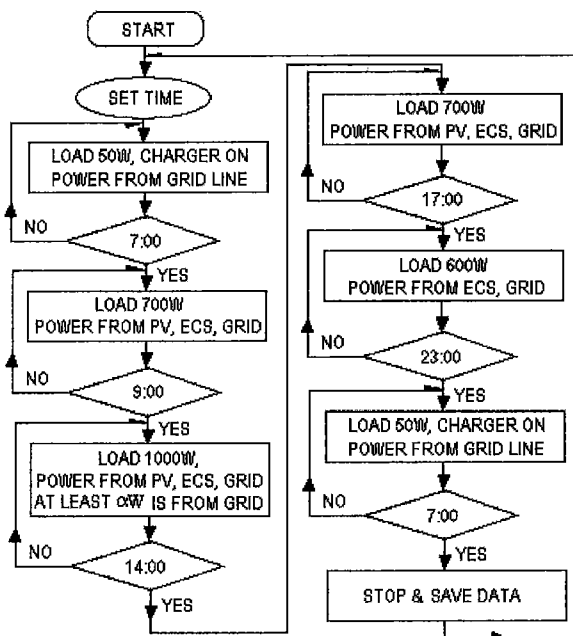 START
SET TIME
LOAD 50W, CHARGER ON
POWER FROM GRID LINE
NO
7:00
YES
LOAD 700W
POWER FROM PV, ECS, GRID
NO
9:00
YES
LOAD 1000W,
POWER FROM PV, ECS, GRID
AT LEAST αW IS FROM GRID
NO
14:00
YES
LOAD 700W
POWER FROM PV, ECS, GRID
NO
17:00
YES
LOAD 600W
POWER FROM ECS, GRID
NO
23:00
YES
LOAD 50W, CHARGER ON
POWER FROM GRID LINE
NO
7:00
YES
STOP & SAVE DATA